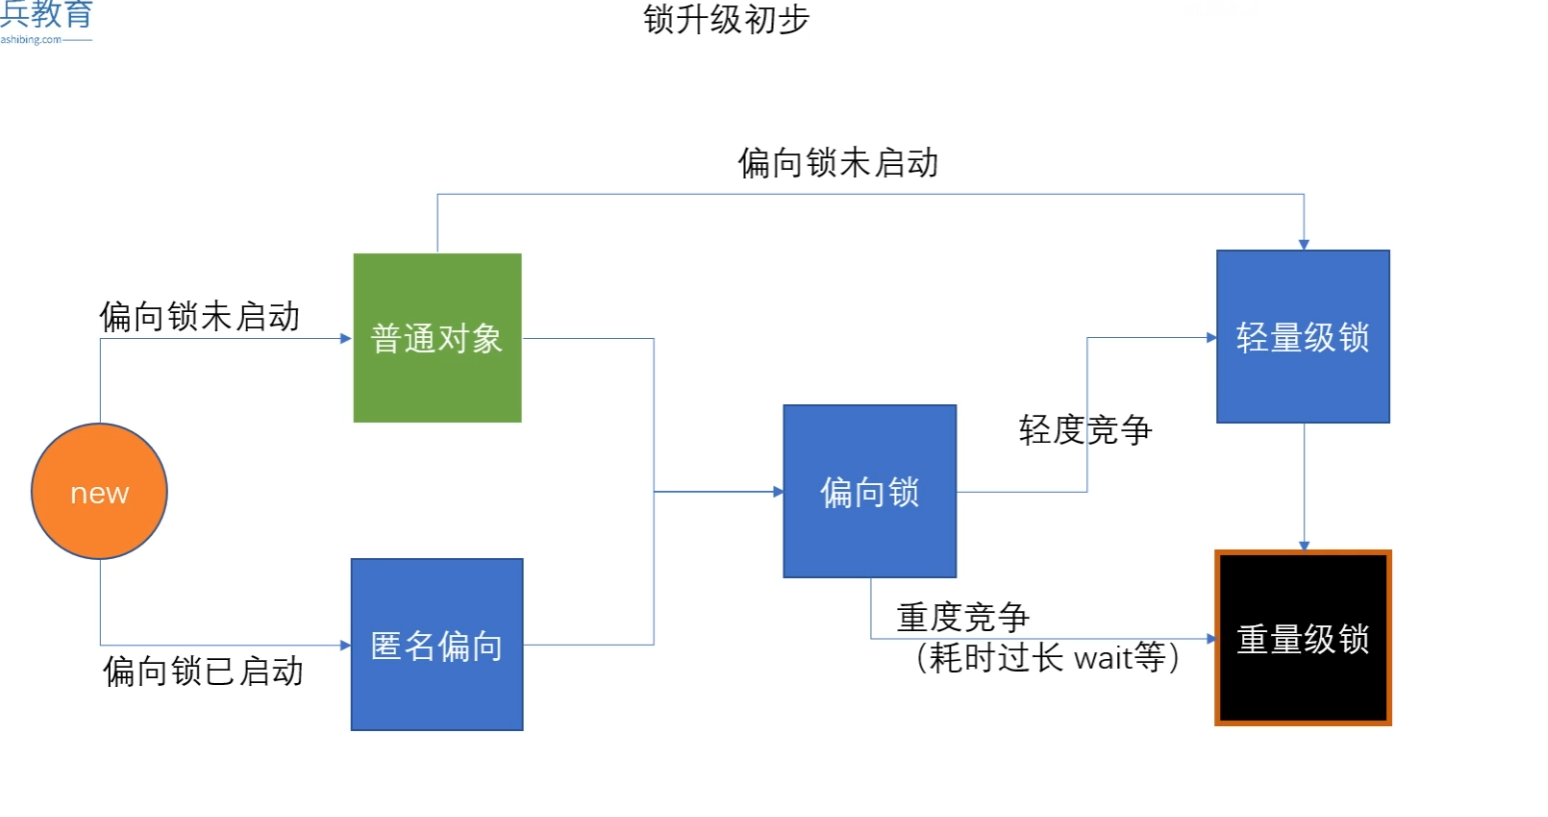 兵教育
ashibing.com
锁升级初步
偏向锁未启动
偏向锁未启动
普通对象
轻量级锁
轻度竞争
new
偏向锁
匿名偏向
偏向锁已启动
重度竞争
（耗时过长 wait等）
重量级锁